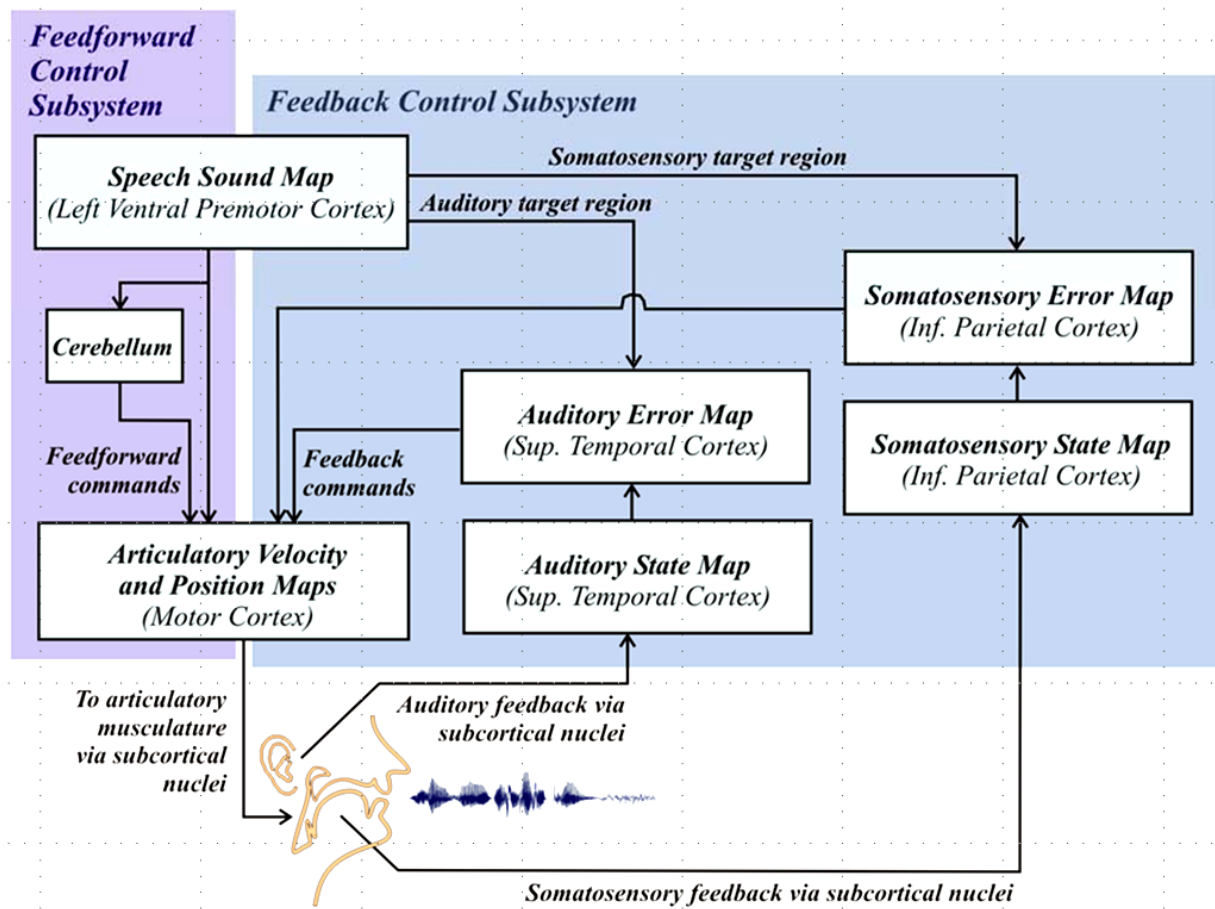 Feedforward
Control
Subsystem
Feedback Control Subsystem
Speech Sound Map
(Left Ventral Premotor Cortex)
Somatosensory target region
Auditory target region
Somatosensory Error Map
(Inf. Parietal Cortex)
Cerebellum
Auditory Error Map
(Sup. Temporal Cortex)
Somatosensory State Map
(Inf. Parietal Cortex)
Feedforward
commands
Feedback
commands
Articulatory Velocity
and Position Maps
(Motor Cortex)
Auditory State Map
(Sup. Temporal Cortex)
To articulatory
musculature
via subcortical
nuclei
Auditory feedback via
subcortical nuclei
Somatosensory feedback via subcortical nuclei